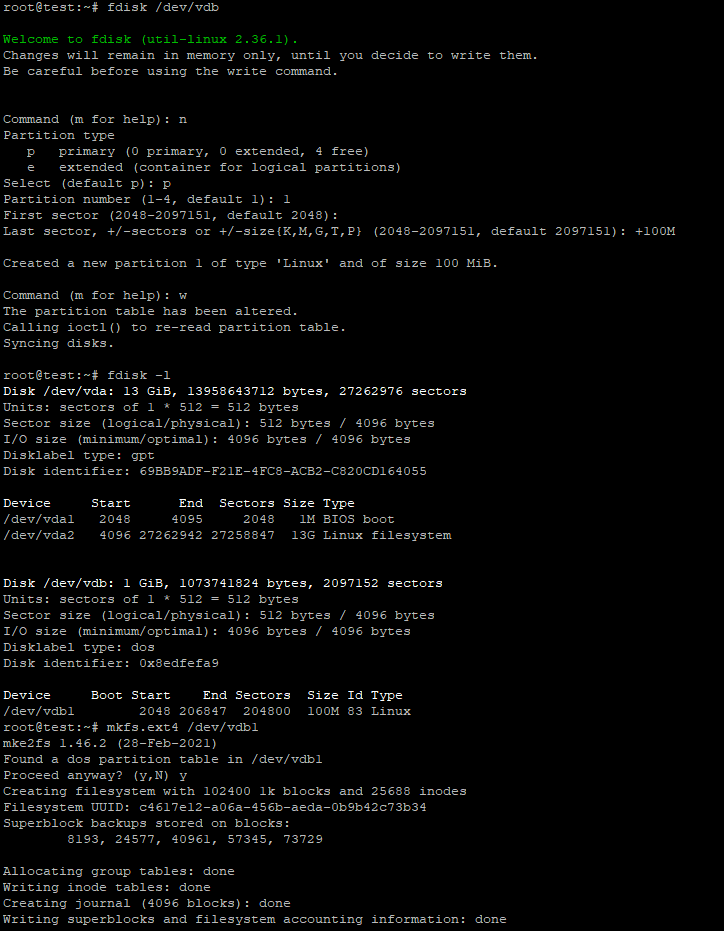 root@test:~# fdisk /dev/vdb
Welcome to fdisk (util-linux 2.36.1).
Changes will remain in memory only, until you decide to write them.
Be careful before using the write command.
Command (m for help): n
Partition type
   p   primary (0 primary, 0 extended, 4 free)
   e   extended (container for logical partitions)
Select (default p): p
Partition number (1-4, default 1): 1
First sector (2048-2097151, default 2048):
Last sector, +/-sectors or +/-size{K,M,G,T,P} (2048-2097151, default 2097151): +100M
Created a new partition 1 of type 'Linux' and of size 100 MiB.
Command (m for help): w
The partition table has been altered.
Calling ioctl() to re-read partition table.
Syncing disks.
root@test:~# fdisk -l
Disk /dev/vda: 13 GiB, 13958643712 bytes, 27262976 sectors
Units: sectors of 1 * 512 = 512 bytes
Sector size (logical/physical): 512 bytes / 4096 bytes
I/O size (minimum/optimal): 4096 bytes / 4096 bytes
Disklabel type: gpt
Disk identifier: 69BB9ADF-F21E-4FC8-ACB2-C820CD164055
Device     Start      End  Sectors Size Type
/dev/vda1   2048     4095     2048   1M BIOS boot
/dev/vda2   4096 27262942 27258847  13G Linux filesystem
Disk /dev/vdb: 1 GiB, 1073741824 bytes, 2097152 sectors
Units: sectors of 1 * 512 = 512 bytes
Sector size (logical/physical): 512 bytes / 4096 bytes
I/O size (minimum/optimal): 4096 bytes / 4096 bytes
Disklabel type: dos
Disk identifier: 0x8edfefa9
Device     Boot Start    End Sectors  Size Id Type
/dev/vdb1        2048 206847  204800  100M 83 Linux
root@test:~# mkfs.ext4 /dev/vdb1
mke2fs 1.46.2 (28-Feb-2021)
Found a dos partition table in /dev/vdb1
Proceed anyway? (y,N) y
Creating filesystem with 102400 1k blocks and 25688 inodes
Filesystem UUID: c4617e12-a06a-456b-aeda-0b9b42c73b34
Superblock backups stored on blocks:
        8193, 24577, 40961, 57345, 73729
Allocating group tables: done
Writing inode tables: done
Creating journal (4096 blocks): done
Writing superblocks and filesystem accounting information: done